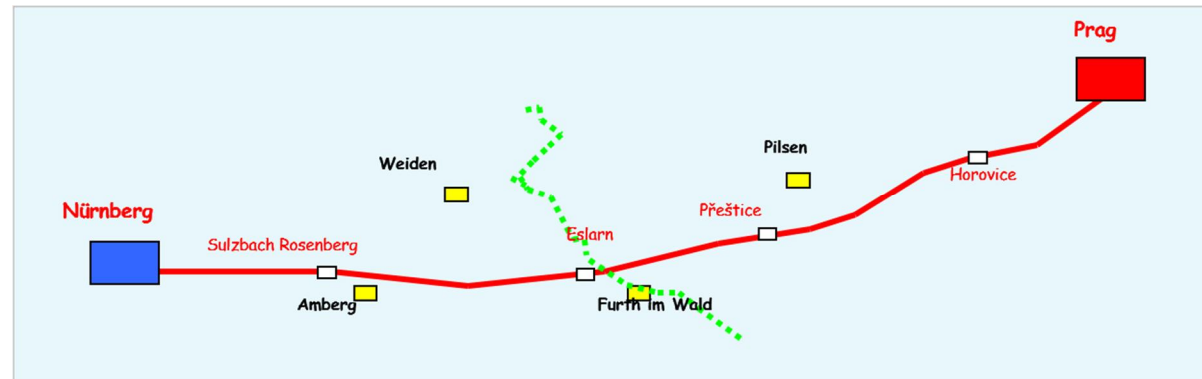 Prag
Pilsen
Weiden
Horovice
Přeštice
Nürnberg
Eslarn
Sulzbach Rosenberg
Amberg
Furth im Wald